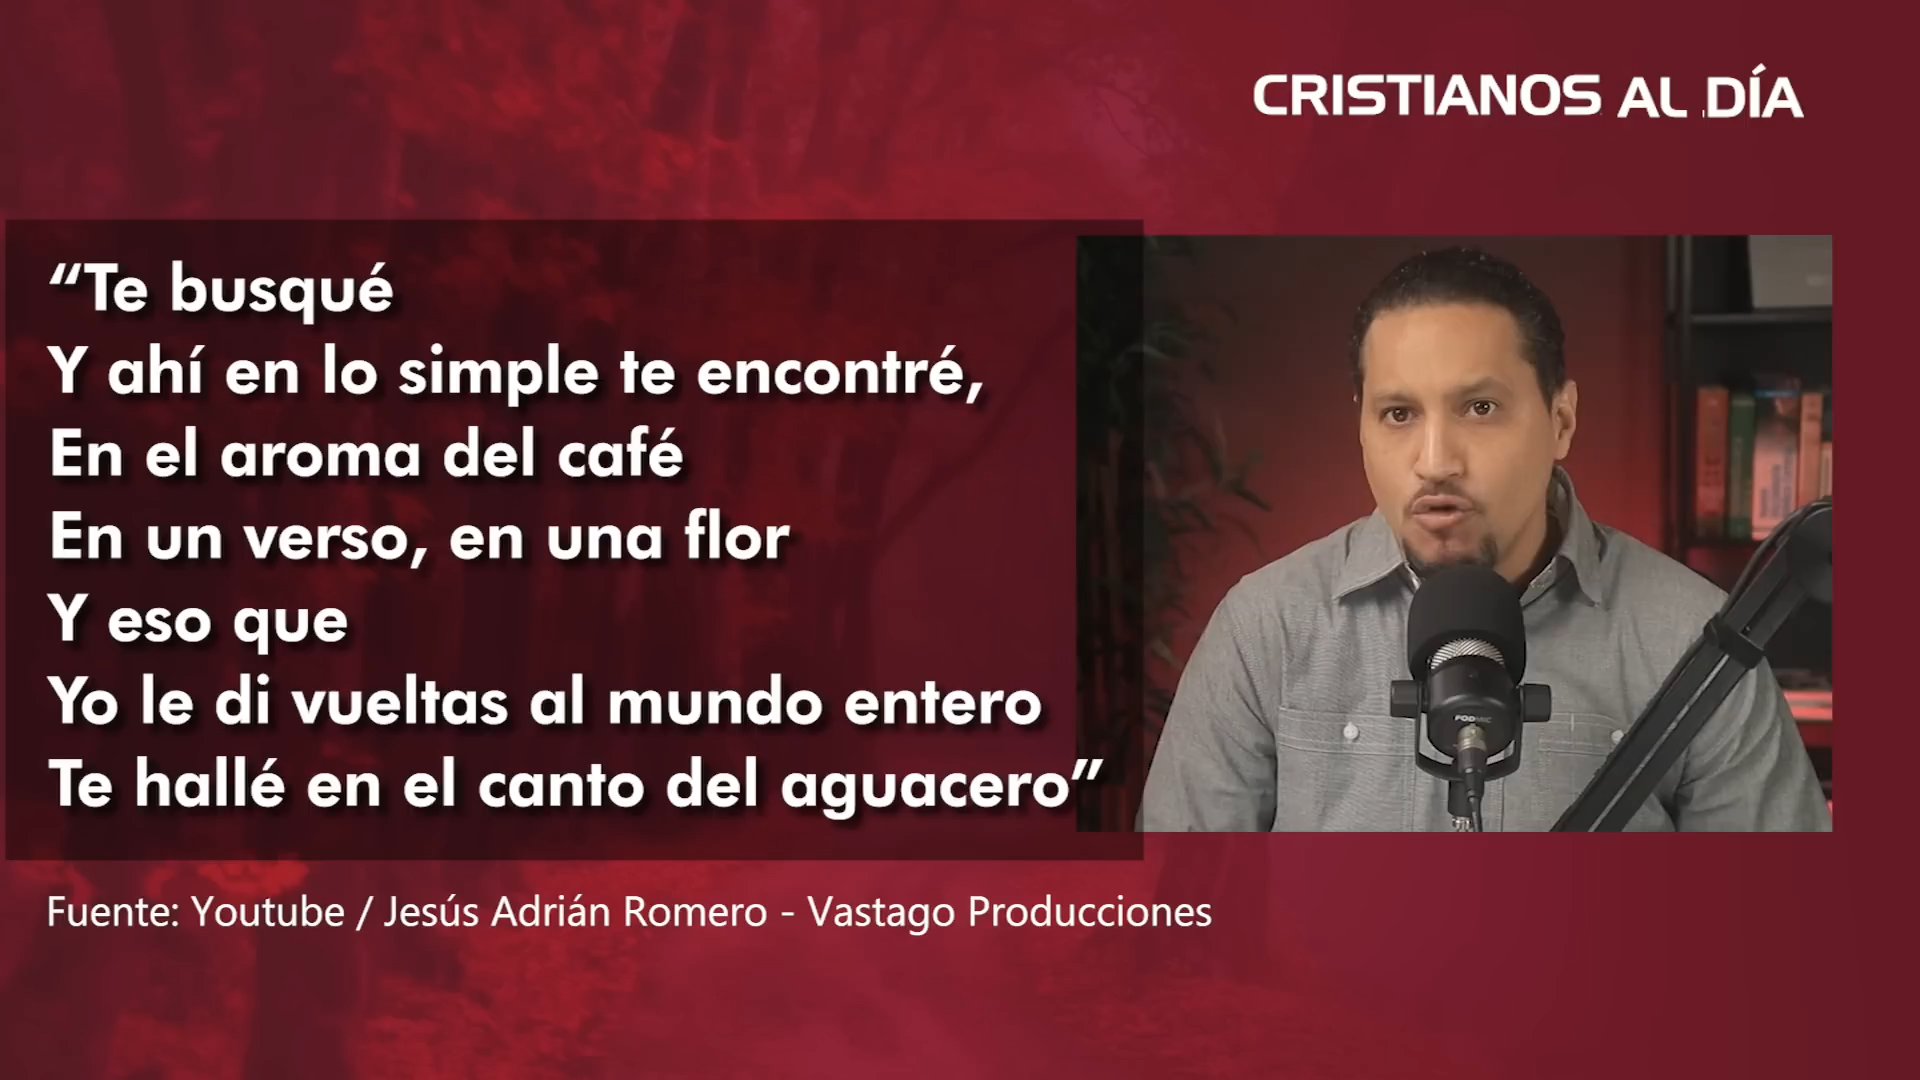 CRISTIANOS AL DÍA
“Te busqué
Y ahí en lo simple te encontré,
En el aroma del café
En un verso, en una flor
Y eso que
Yo le di vueltas al mundo entero
Te hallé en el canto del aguacero”
PODMIC
Fuente: Youtube / Jesús Adrián Romero - Vastago Producciones